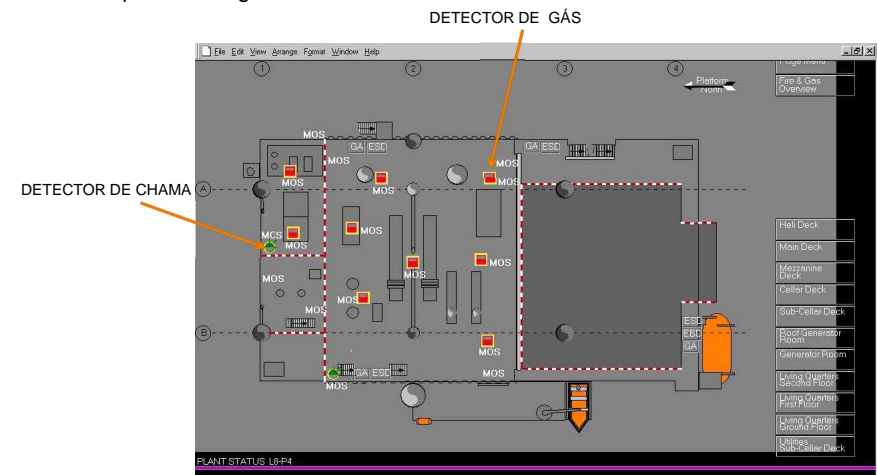 DETECTOR DE GÁS
File Edit View Arrange Format Window Help
1
2
3
4
Platform
North
Fire & Gas
Overview
MOS
GA ESD
GA ESD
MOS
MOS
MOS
MOS
MOS
A
DETECTOR DE CHAMA
Heli Deck
MOS
MOS
MOS
Main Deck
MOS
Mezzanine
Deck
MOS
MOS
Cellar Deck
MOS
MOS
Sub-Cellar Deck
ESD
B
EBD
Roof Generator
Room
GA
MOS
Generator Room
GA ESD
MOS
MOS
Living Quarters
Second Floor
Living Quarters
First Floor
Living Quarters
Ground Floor
Utilities
Sub-Cellar Deck
PLANT STATUS L8-P4